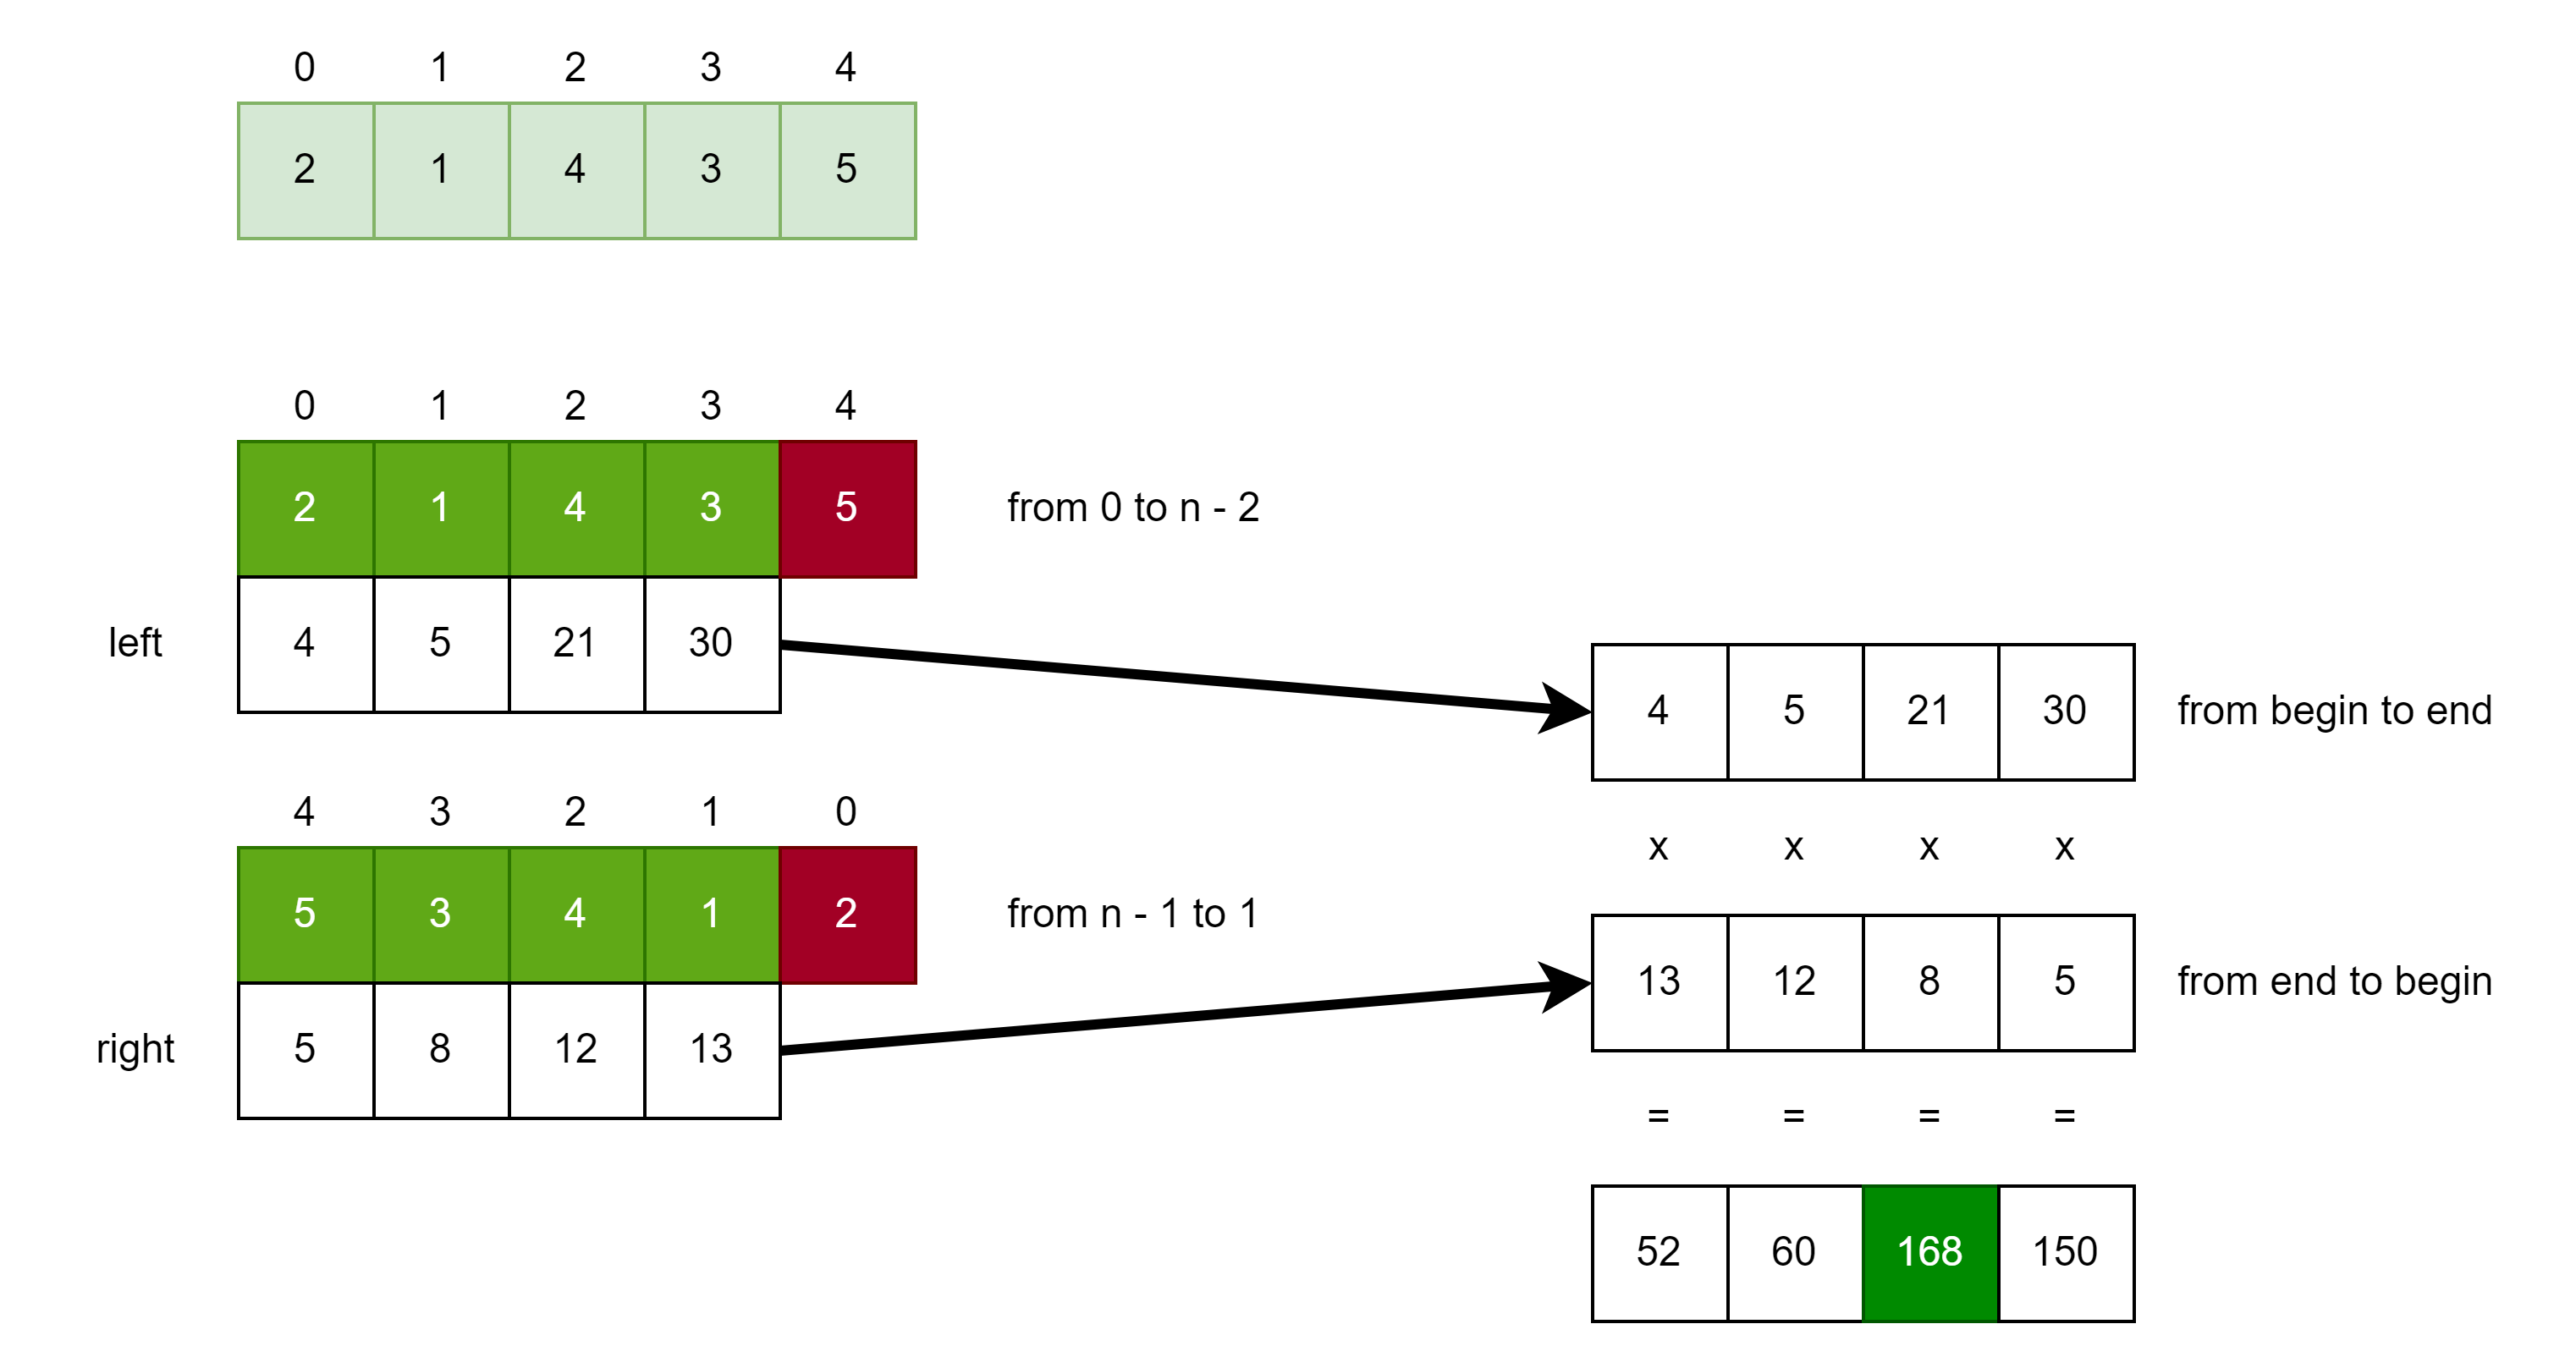 0 1 2 3 4
2 1 4 3 5
0 1 2 3 4
2 1 4 3 5 from 0 to n - 2
left 4 5 21 30
4 5 21 30 from begin to end
4 3 2 1 0
x x x x
5 3 4 1 2 from n - 1 to 1
13 12 8 5 from end to begin
right 5 8 12 13
= = = =
52 60 168 150